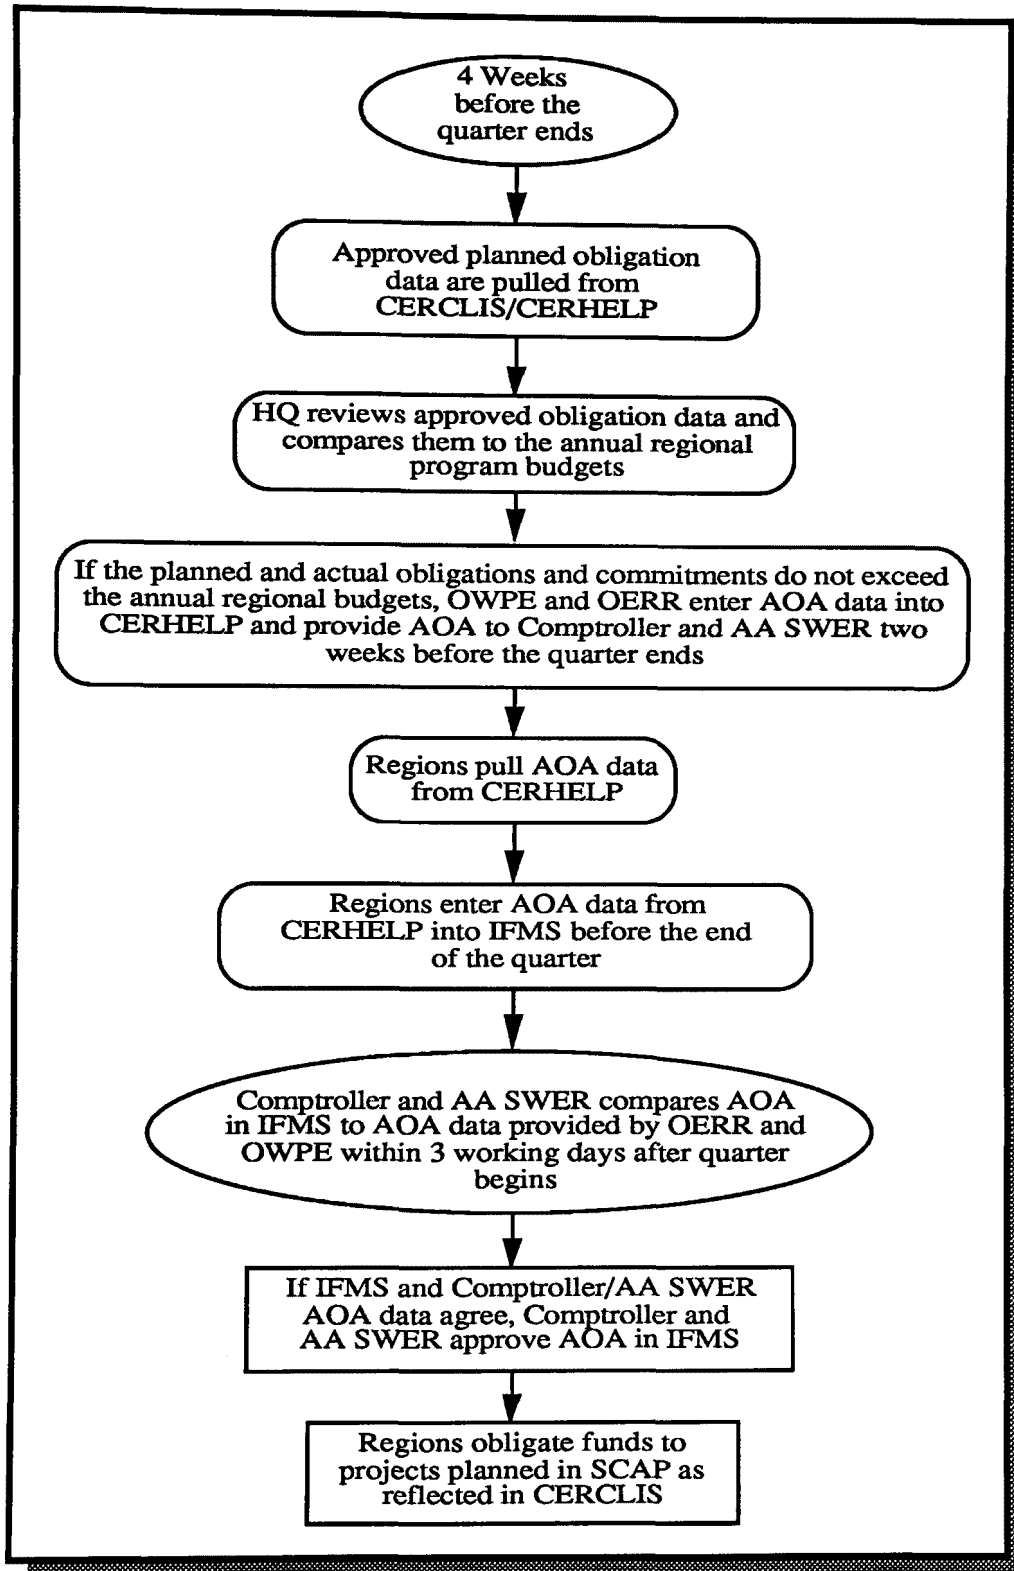 4 Weeks
before the
quarter ends
Approved planned obligation
data are pulled from
CERCLIS/CERHELP
HQ reviews approved obligation data and
compares them to the annual regional
program budgets
If the planned and actual obligations and commitments do not exceed
the annual regional budgets, OWPE and OERR enter AOA data into
CERHELP and provide AOA to Comptroller and AA SWER two
weeks before the quarter ends
Regions pull AOA data
from CERHELP
Regions enter AOA data from
CERHELP into IFMS before the end
of the quarter
Comptroller and AA SWER compares AOA
in IFMS to AOA data provided by OERR and
OWPE within 3 working days after quarter
begins
If IFMS and Comptroller/AA SWER
AOA data agree, Comptroller and
AA SWER approve AOA in IFMS
Regions obligate funds to
projects planned in SCAP as
reflected in CERCLIS